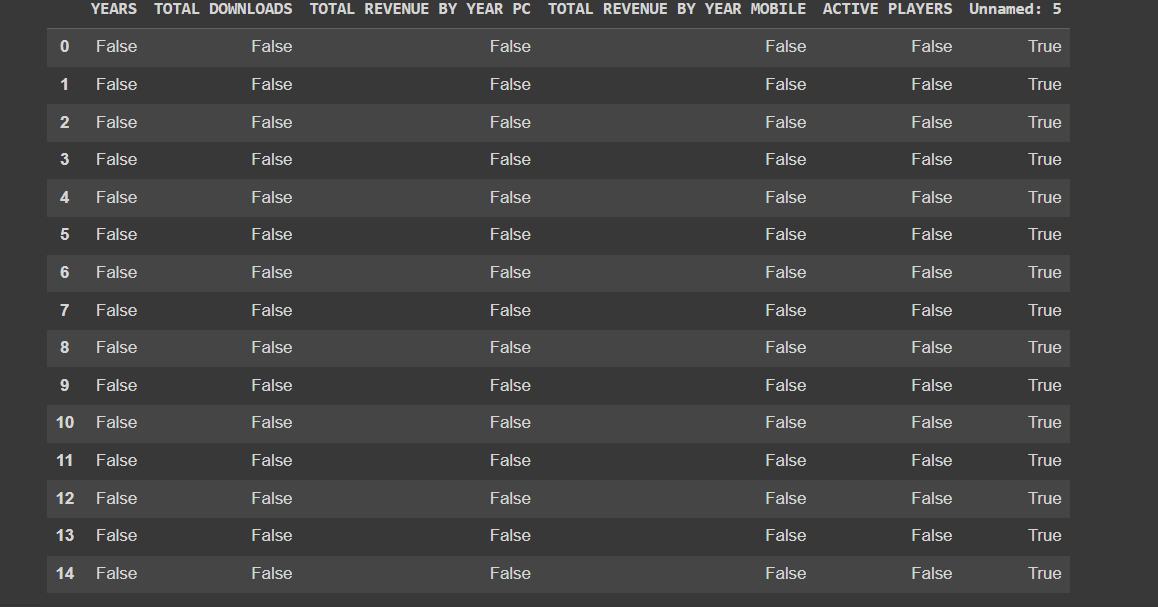 YEARS TOTAL DOWNLOADS TOTAL REVENUE BY YEAR PC TOTAL REVENUE BY YEAR MOBILE ACTIVE PLAYERS Unnamed: 5
0 False False False False False True
1 False False False False False True
2 False False False False False True
3 False False False False False True
4 False False False False False True
5 False False False False False True
6 False False False False False True
7 False False False False False True
8 False False False False False True
9 False False False False False True
10 False False False False False True
11 False False False False False True
12 False False False False False True
13 False False False False False True
14 False False False False False True